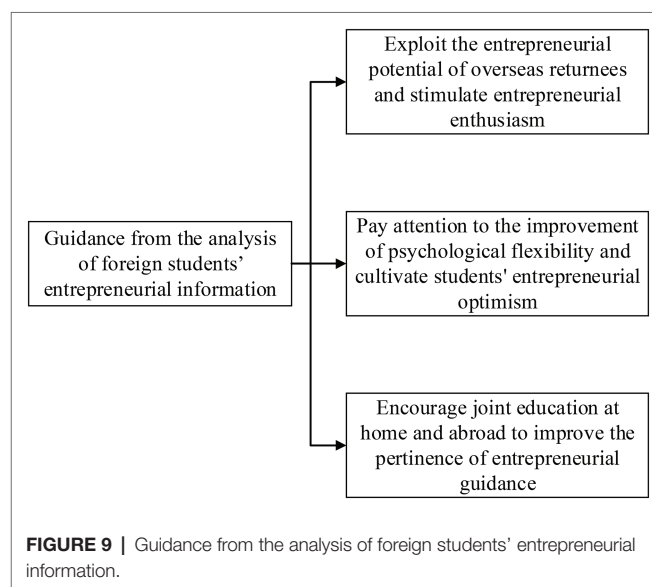 Exploit the entrepreneurial
potential of overseas returnees
and stimulate entrepreneurial
enthusiasm
Guidance from the analysis
of foreign students’
entrepreneurial information
Pay attention to the improvement
of psychological flexibility and
cultivate students' entrepreneurial
optimism
Encourage joint education at
home and abroad to improve the
pertinence of entrepreneurial
guidance
FIGURE 9 | Guidance from the analysis of foreign students’ entrepreneurial
information.